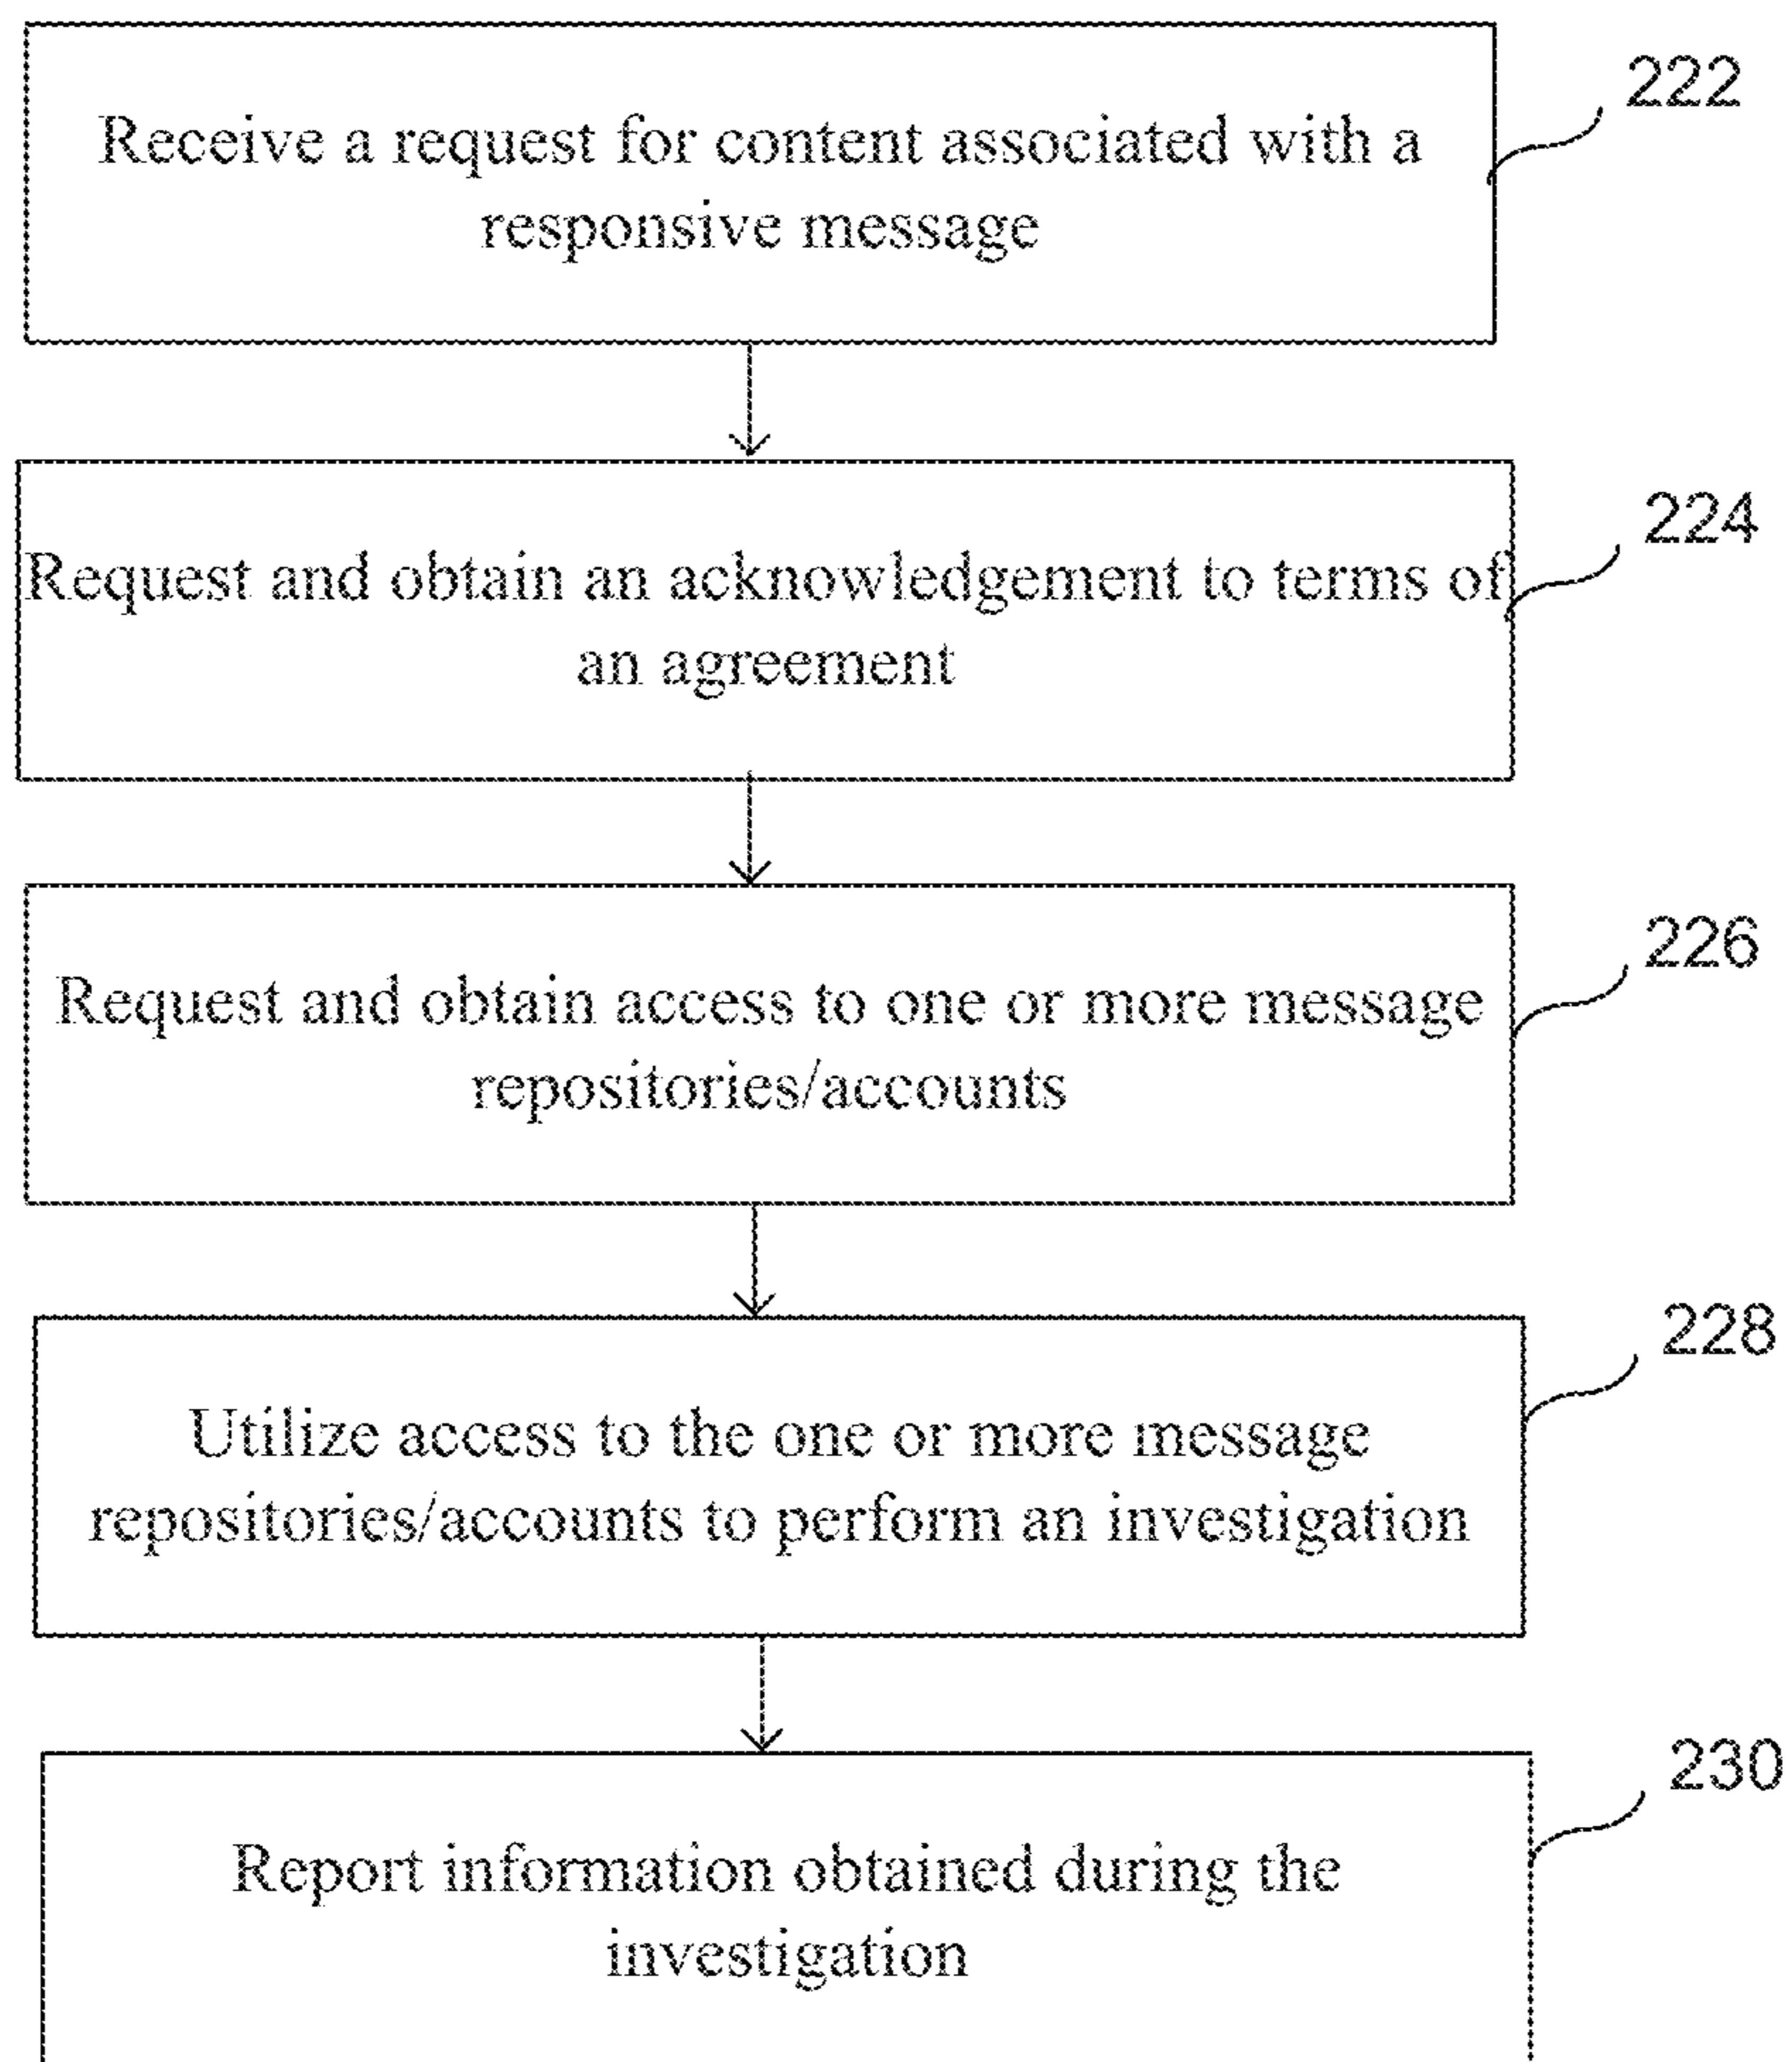 222
Receive a request for content associated with a
responsive message
224
Request and obtain an acknowledgement to terms of
an agreement
226
Request and obtain access to one or more message
repositories/accounts
228
Utilize access to the one or more message
repositories/accounts to perform an investigation
230
Report information obtained during the
investigation